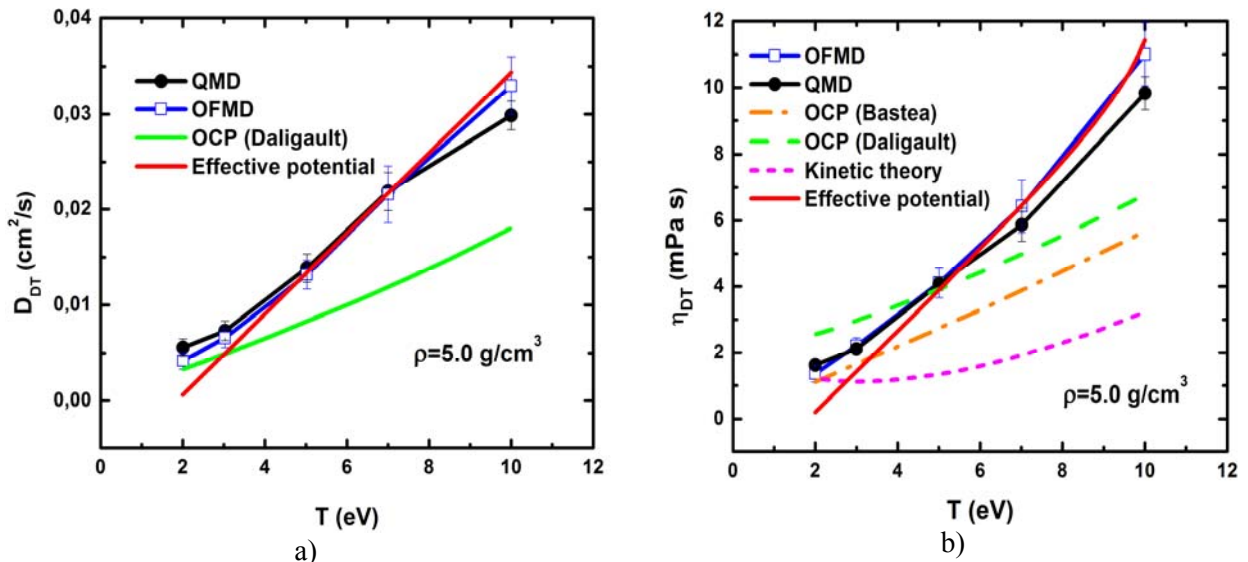 0,04
0,03
0,02
0,01
0,00
D_DT (cm²/s)
QMD
OFMD
OCP (Daligault)
Effective potential
ρ=5.0 g/cm³
0 2 4 6 8 10 12
T (eV)
a)
12
10
8
6
4
2
0
η_DT (mPa s)
OFMD
QMD
OCP (Bastea)
OCP (Daligault)
Kinetic theory
Effective potential)
ρ=5.0 g/cm³
0 2 4 6 8 10 12
T (eV)
b)